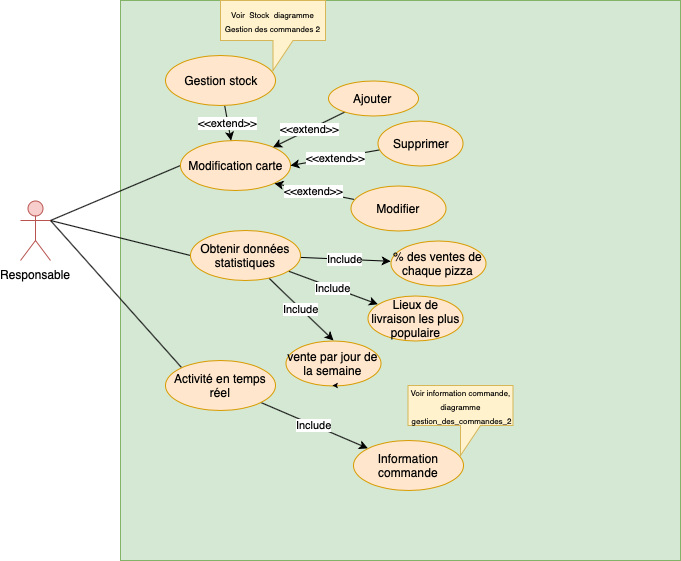 Voir Stock diagramme
Gestion des commandes 2
Gestion stock
<<extend>>
Ajouter
<<extend>>
Supprimer
<<extend>>
Modification carte
<<extend>>
Modifier
Responsable
Obtenir données
statistiques
Include
% des ventes de
chaque pizza
Include
Lieux de
livraison les plus
populaire
Include
vente par jour de
la semaine
Activité en temps
réel
Include
Voir information commande,
diagramme
gestion_des_commandes_2
Information
commande